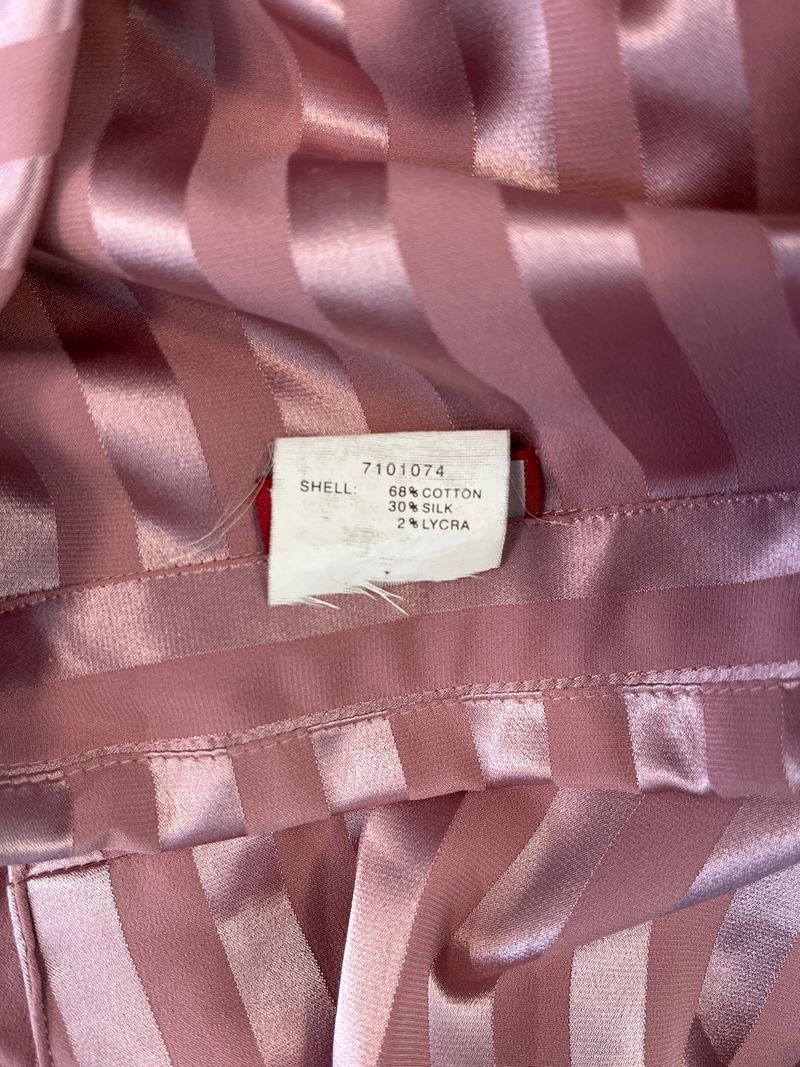 7101074
SHELL: 68% COTTON
30% SILK
2% LYCRA